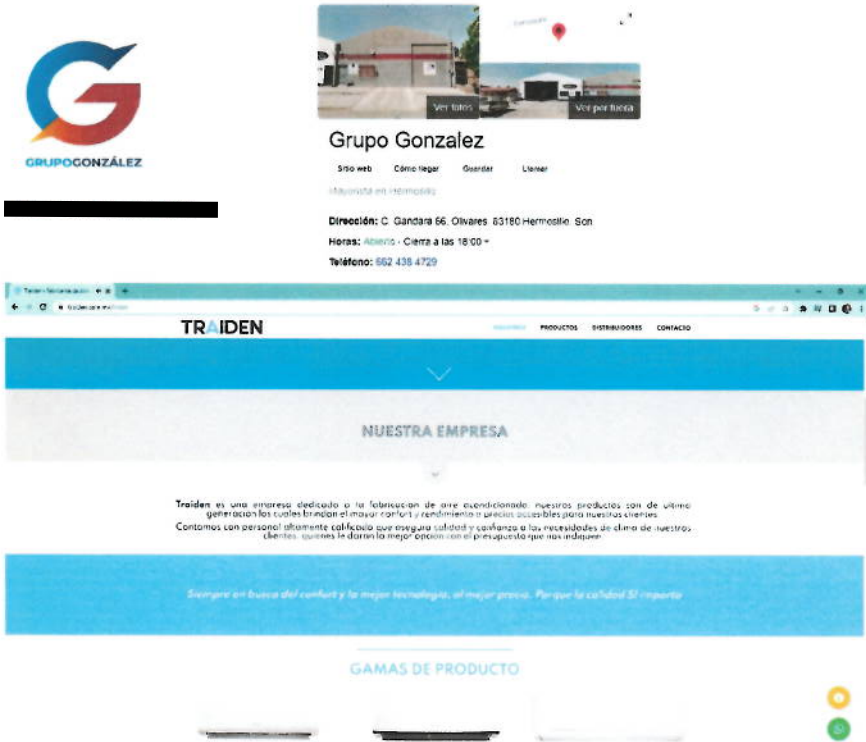 GRUPOGONZÁLEZ
Ver fotos
Ver por fuera
Grupo Gonzalez
Sitio web Cómo llegar Guardar Llamar
Mayorista en Hermosillo
Dirección: C. Gandara 66, Olivares, 83180 Hermosillo, Son.
Horas: Abierto - Cierra a las 18:00
Teléfono: 662 438 4729
TRAIDEN
NOSOTROS PRODUCTOS DISTRIBUIDORES CONTACTO
NUESTRA EMPRESA
Traiden es una empresa dedicada a la fabricación de aire acondicionado, nuestros productos son de ultima
generación los cuales brindan el mayor confort y rendimiento a precios accesibles para nuestros clientes.
Contamos con personal altamente calificado que asegura calidad y confianza a las necesidades de clima de nuestros
clientes, quienes le daran la mejor opción con el presupuesto que nos indiquen
Siempre en busca del confort y la mejor tecnología, al mejor precio. Porque la calidad SI importa
GAMAS DE PRODUCTO